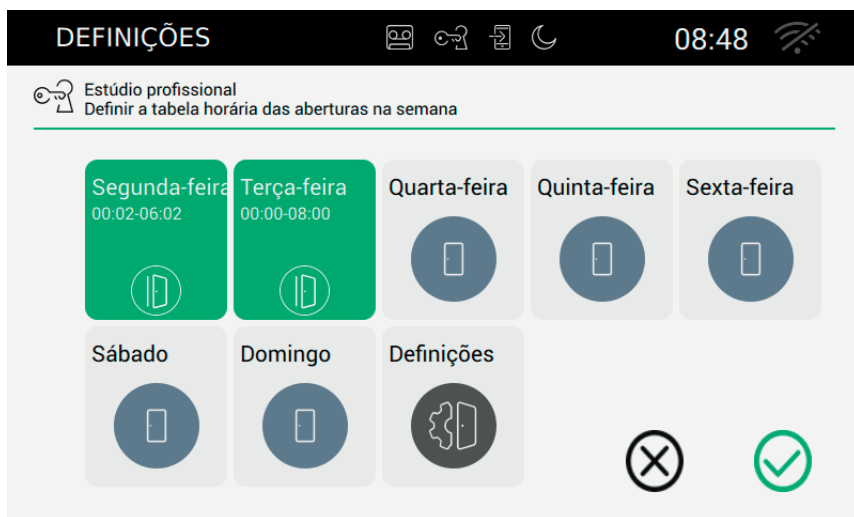 DEFINIÇÕES
08:48
Estúdio profissional
Definir a tabela horária das aberturas na semana
Segunda-feira
00:02-06:02
Terça-feira
00:00-08:00
Quarta-feira
Quinta-feira
Sexta-feira
Sábado
Domingo
Definições